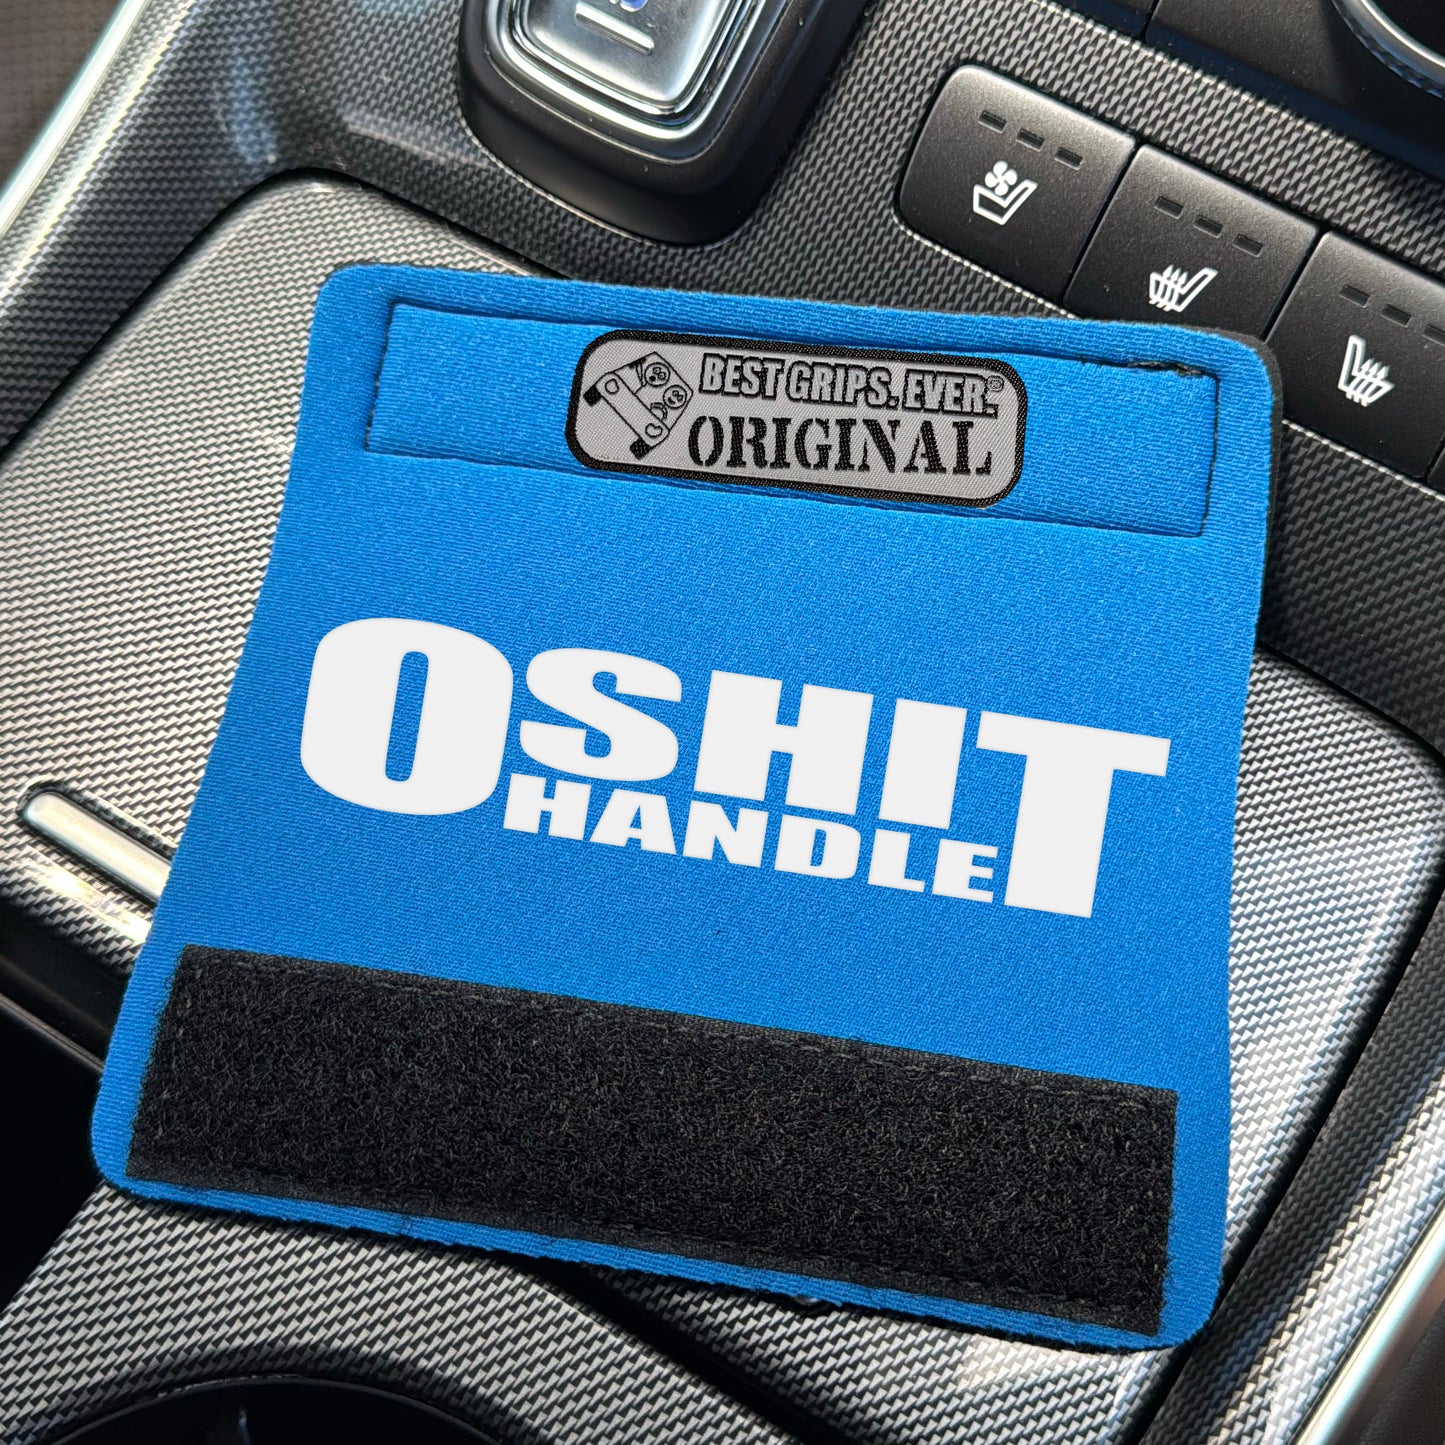 BEST GRIPS. EVER.®
ORIGINAL
OSHIT
HANDLE